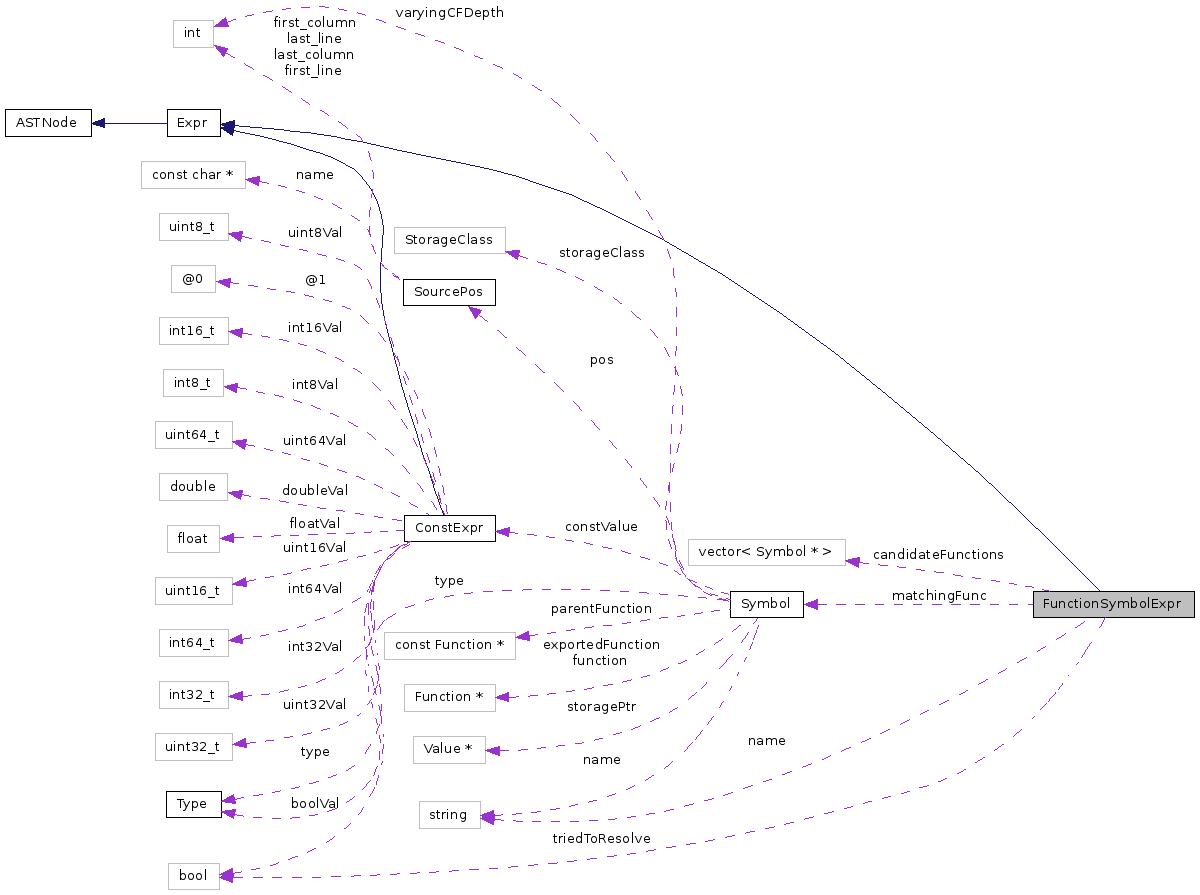 varyingCFDepth
first_column
last_line
last_column
first_line
int
ASTNode
Expr
const char *
name
uint8_t
uint8Val
StorageClass
storageClass
@0
@1
SourcePos
int16_t
int16Val
pos
int8_t
int8Val
uint64_t
uint64Val
double
doubleVal
float
floatVal
ConstExpr
constValue
uint16Val
vector< Symbol * >
candidateFunctions
uint16_t
int64Val
type
matchingFunc
Symbol
FunctionSymbolExpr
parentFunction
int64_t
int32Val
const Function *
exportedFunction
function
int32_t
uint32Val
Function *
storagePtr
uint32_t
type
Value *
name
name
Type
boolVal
string
triedToResolve
bool